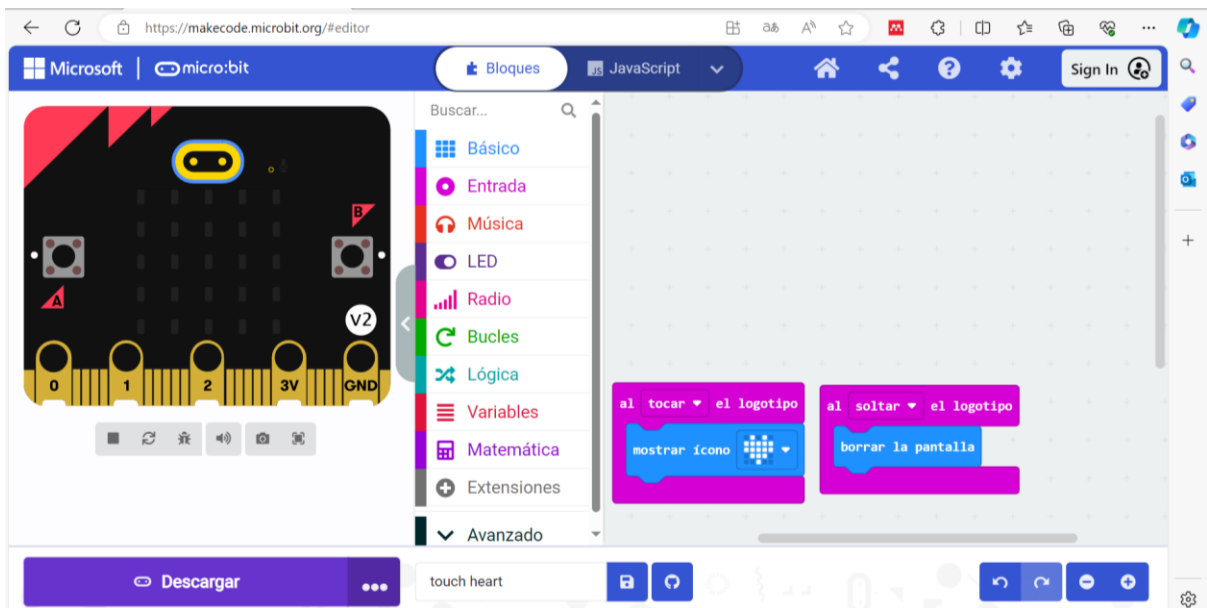 https://makecode.microbit.org/#editor
Microsoft
micro:bit
Bloques
JS JavaScript
Sign In
Buscar...
Básico
Entrada
Música
LED
Radio
Bucles
Lógica
Variables
Matemática
Extensiones
Avanzado
B
A
V2
0 1 2 3V GND
al tocar el logotipo
mostrar ícono
al soltar el logotipo
borrar la pantalla
Descargar
touch heart